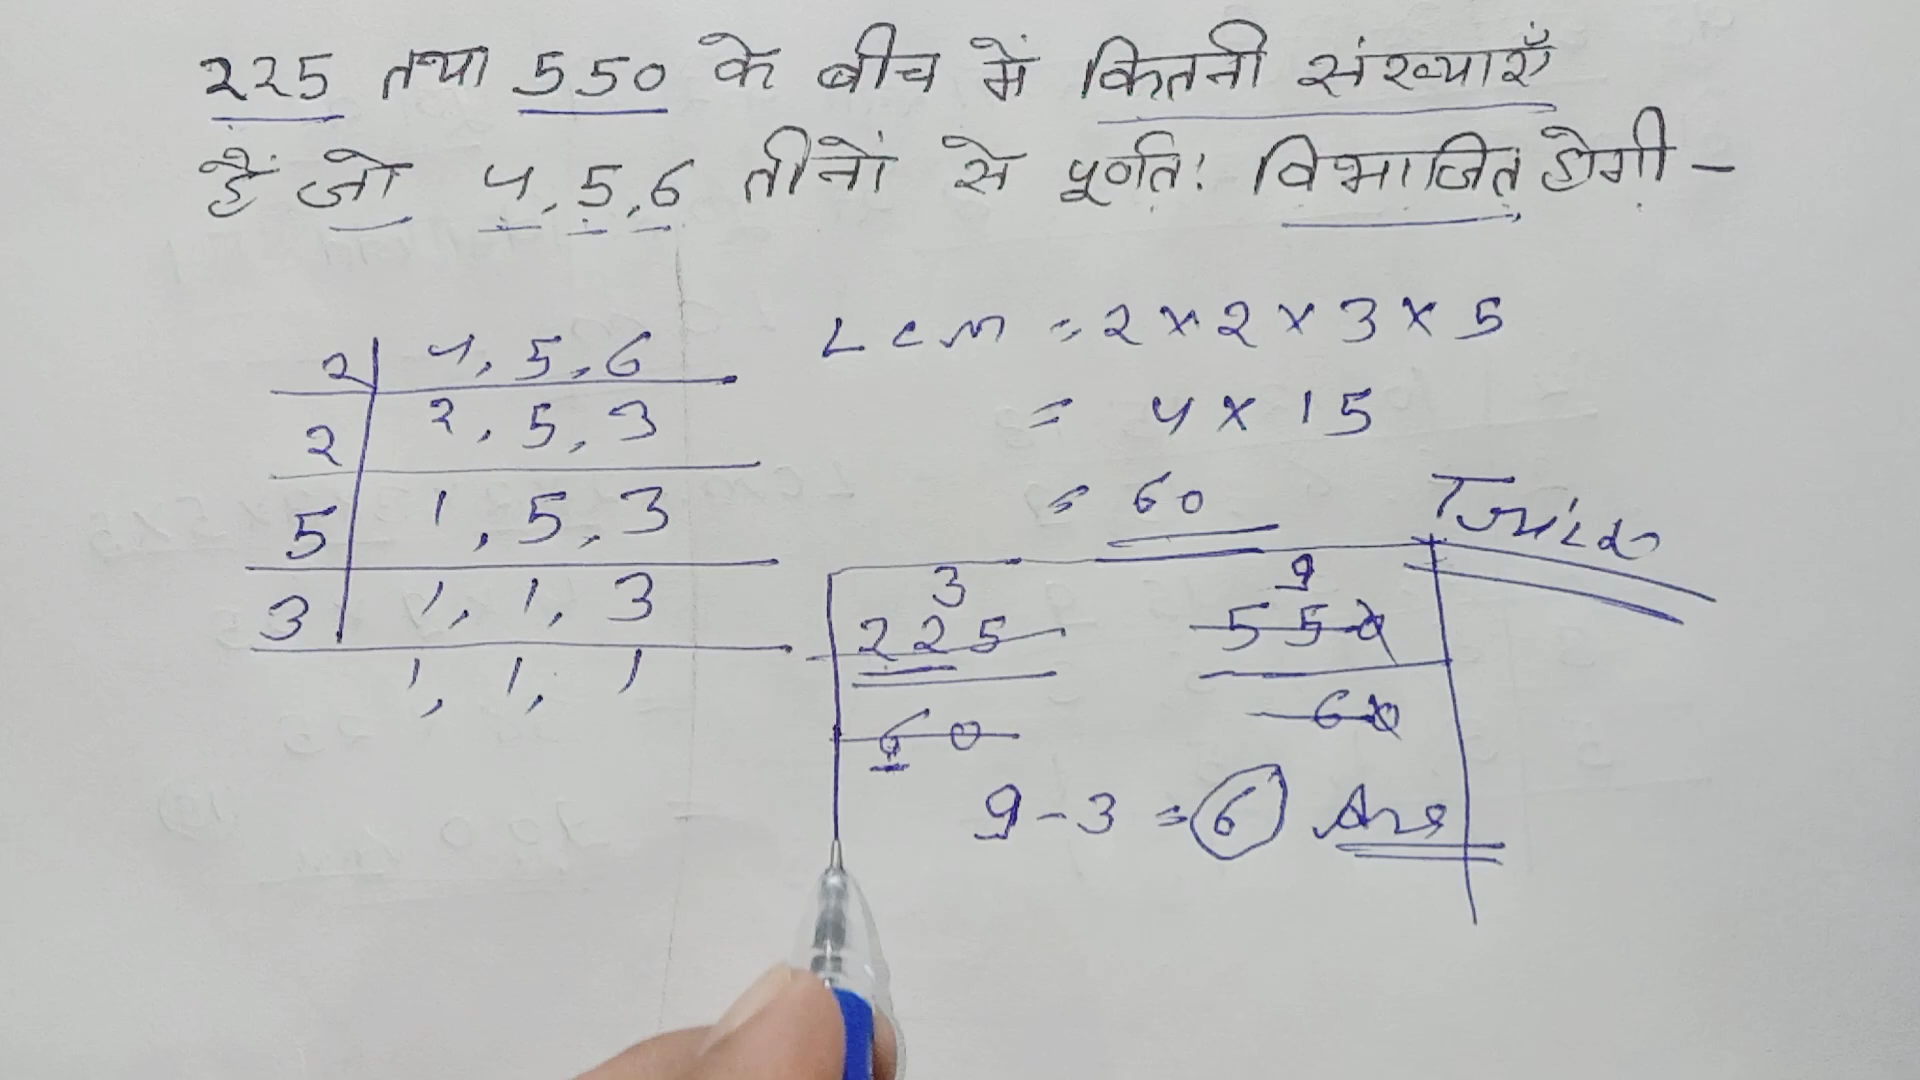 225 तथा 550 के बीच में कितनी संख्याएँ
हैं जो 4,5,6 तीनों से पूर्णत: विभाजित होगी –
2 | 4, 5, 6
2 | 2, 5, 3
5 | 1, 5, 3
3 | 1, 1, 3
1, 1, 1
LCM = 2 × 2 × 3 × 5
= 4 × 15
= 60
3
225
60
9
550
60
9 - 3 = 6 Ans